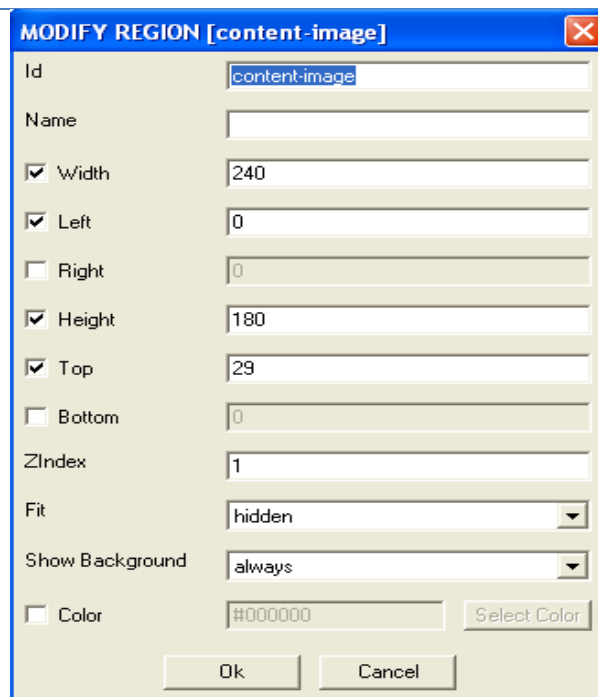 MODIFY REGION [content-image]
Id content-image
Name
Width 240
Left 0
Right 0
Height 180
Top 29
Bottom 0
ZIndex 1
Fit hidden
Show Background always
Color #000000 Select Color
Ok Cancel